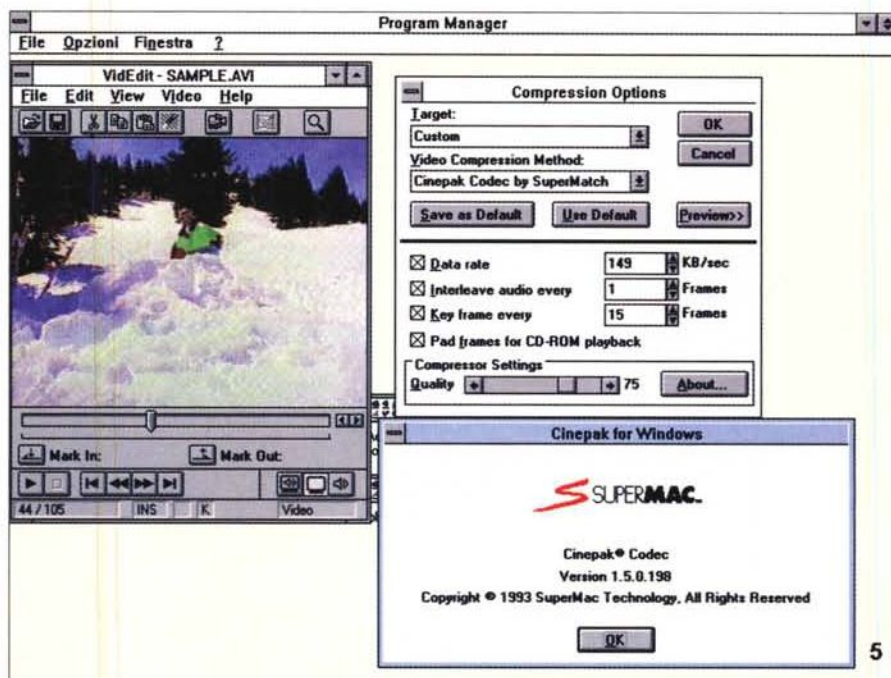 Program Manager
File Opzioni Finestra ?
VidEdit - SAMPLE.AVI
File Edit View Video Help
Mark In: Mark Out:
44 / 105 INS K Video
Compression Options
Target:
Custom
OK
Video Compression Method:
Cancel
Cinepak Codec by SuperMatch
Save as Default Use Default Preview>>
Data rate 149 KB/sec
Interleave audio every 1 Frames
Key frame every 15 Frames
Pad frames for CD-ROM playback
Compressor Settings
Quality 75 About...
Cinepak for Windows
SUPERMAC™
Cinepak® Codec
Version 1.5.0.198
Copyright © 1993 SuperMac Technology, All Rights Reserved
OK
5